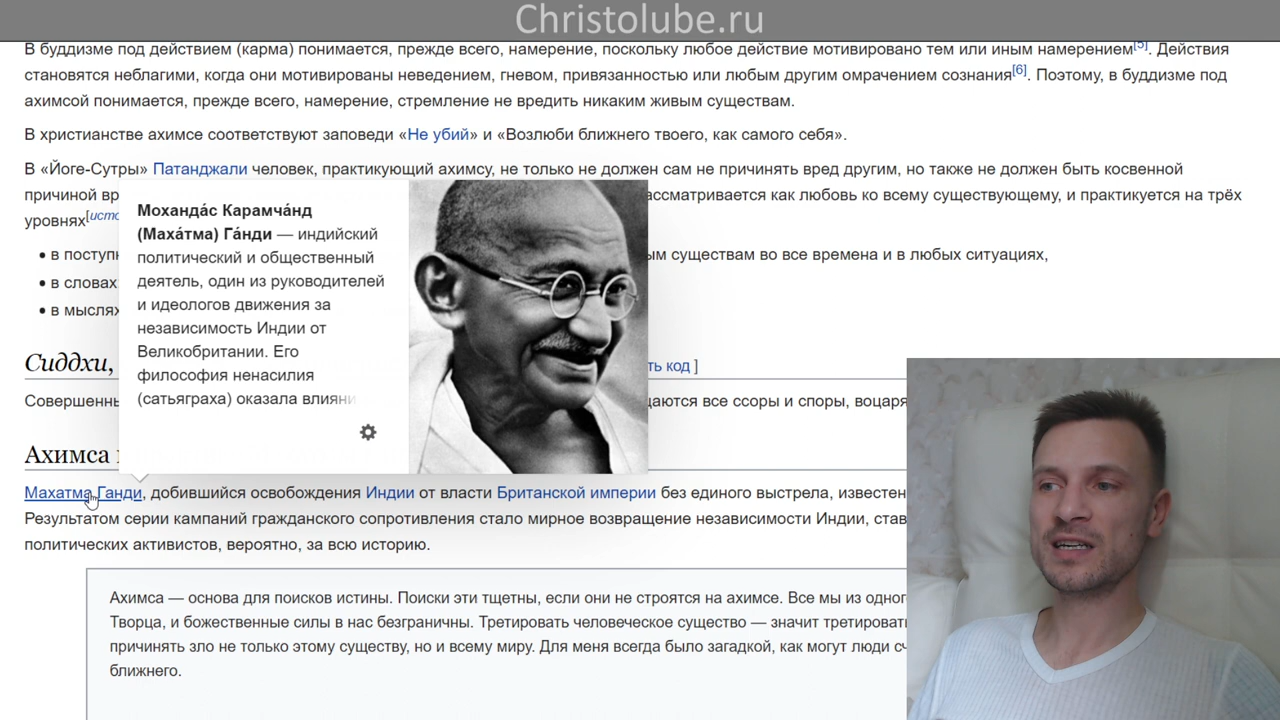 Christolube.ru
В буддизме под действием (карма) понимается, прежде всего, намерение, поскольку любое действие мотивировано тем или иным намерением[5]. Действия
становятся неблагими, когда они мотивированы неведением, гневом, привязанностью или любым другим омрачением сознания[6]. Поэтому, в буддизме под
ахимсой понимается, прежде всего, намерение, стремление не вредить никаким живым существам.
В христианстве ахимсе соответствуют заповеди «Не убий» и «Возлюби ближнего твоего, как самого себя».
В «Йоге-Сутры» Патанджали человек, практикующий ахимсу, не только не должен сам не причинять вред другим, но также не должен быть косвенной
причиной вр ассматривается как любовь ко всему существующему, и практикуется на трёх
уровнях[исто
• в поступк ым существам во все времена и в любых ситуациях,
• в словах
• в мыслях
Моханда́с Карамча́нд
(Маха́тма) Га́нди — индийский
политический и общественный
деятель, один из руководителей
и идеологов движения за
независимость Индии от
Великобритании. Его
философия ненасилия
(сатьяграха) оказала влияни
Сиддхи, ть код ]
Совершенны щаются все ссоры и споры, воцаря
Ахимса
Махатма Ганди, добившийся освобождения Индии от власти Британской империи без единого выстрела, известен
Результатом серии кампаний гражданского сопротивления стало мирное возвращение независимости Индии, став
политических активистов, вероятно, за всю историю.
Ахимса — основа для поисков истины. Поиски эти тщетны, если они не строятся на ахимсе. Все мы из одног
Творца, и божественные силы в нас безграничны. Третировать человеческое существо — значит третировать
причинять зло не только этому существу, но и всему миру. Для меня всегда было загадкой, как могут люди сч
ближнего.